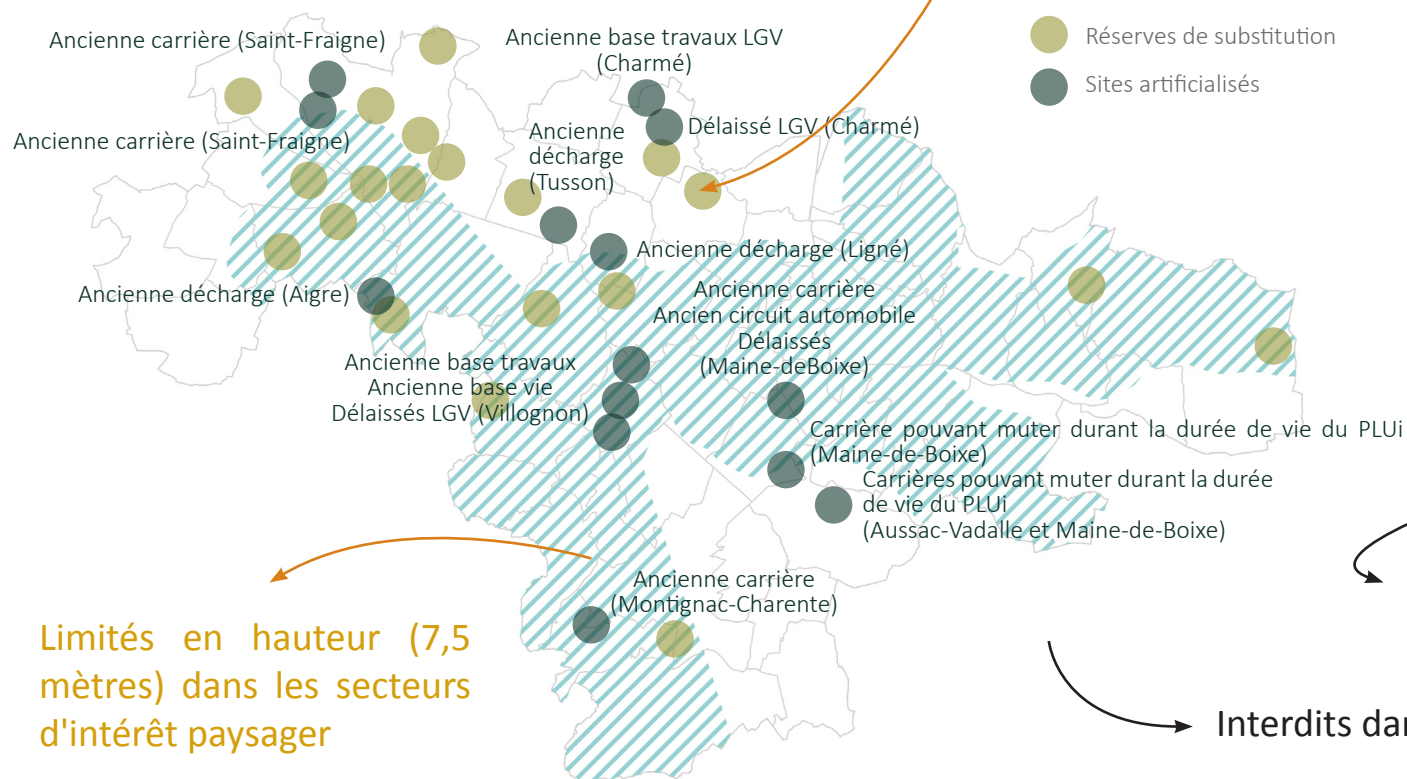 Ancienne carrière (Saint-Fraigne)
Ancienne base travaux LGV
(Charmé)
Réserves de substitution
Sites artificialisés
Ancienne carrière (Saint-Fraigne)
Ancienne
décharge
(Tusson)
Délaissé LGV (Charmé)
Ancienne décharge (Ligné)
Ancienne décharge (Aigre)
Ancienne carrière
Ancien circuit automobile
Délaissés
(Maine-deBoixe)
Ancienne base travaux
Ancienne base vie
Délaissés LGV (Villognon)
Carrière pouvant muter durant la durée de vie du PLUi
(Maine-de-Boixe)
Carrières pouvant muter durant la durée
de vie du PLUi
(Aussac-Vadalle et Maine-de-Boixe)
Ancienne carrière
(Montignac-Charente)
Limités en hauteur (7,5
mètres) dans les secteurs
d'intérêt paysager
Interdits dan